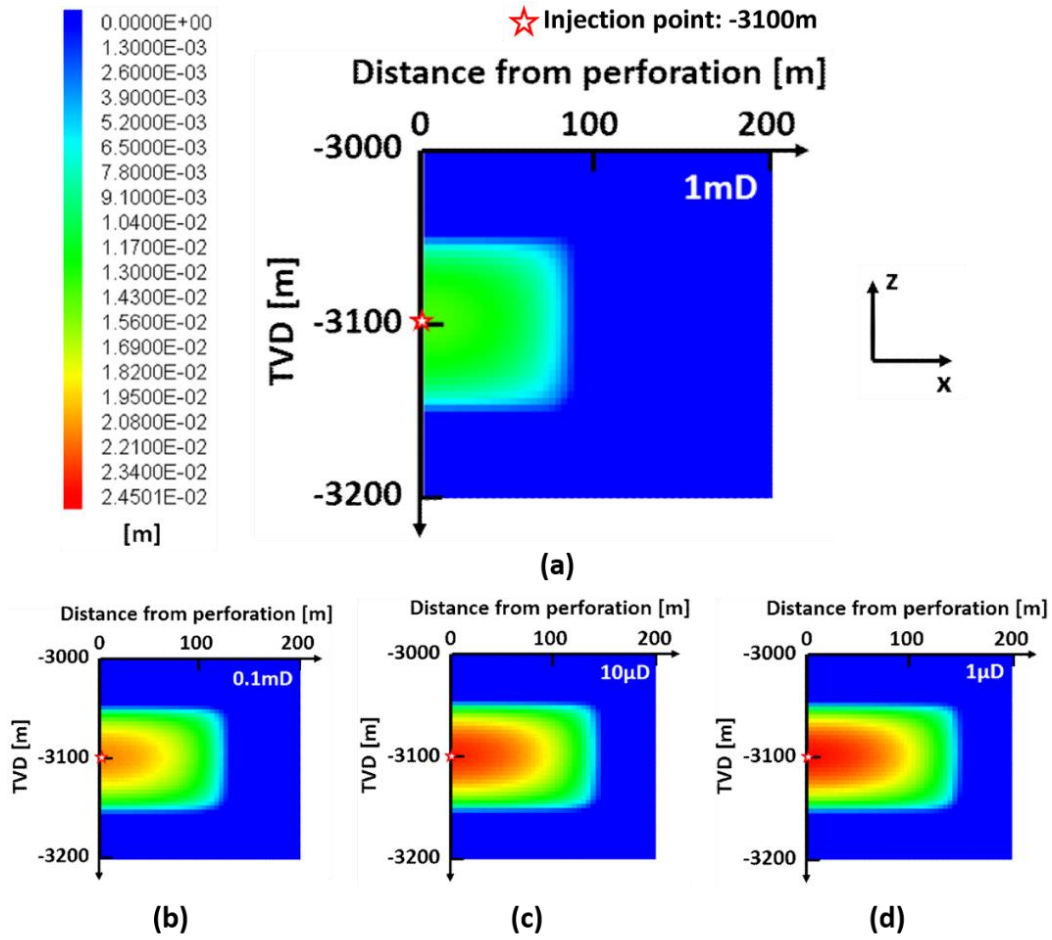 0.0000E+00
1.3000E-03
2.6000E-03
3.9000E-03
5.2000E-03
6.5000E-03
7.8000E-03
9.1000E-03
1.0400E-02
1.1700E-02
1.3000E-02
1.4300E-02
1.5600E-02
1.6900E-02
1.8200E-02
1.9500E-02
2.0800E-02
2.2100E-02
2.3400E-02
2.4501E-02
[m]
Injection point: -3100m
Distance from perforation [m]
0 100 200
-3000
1mD
TVD [m]
-3100
-3200
z
x
(a)
Distance from perforation [m]
0 100 200
-3000
0.1mD
TVD [m]
-3100
-3200
(b)
Distance from perforation [m]
0 100 200
-3000
10μD
TVD [m]
-3100
-3200
(c)
Distance from perforation [m]
0 100 200
-3000
1μD
TVD [m]
-3100
-3200
(d)